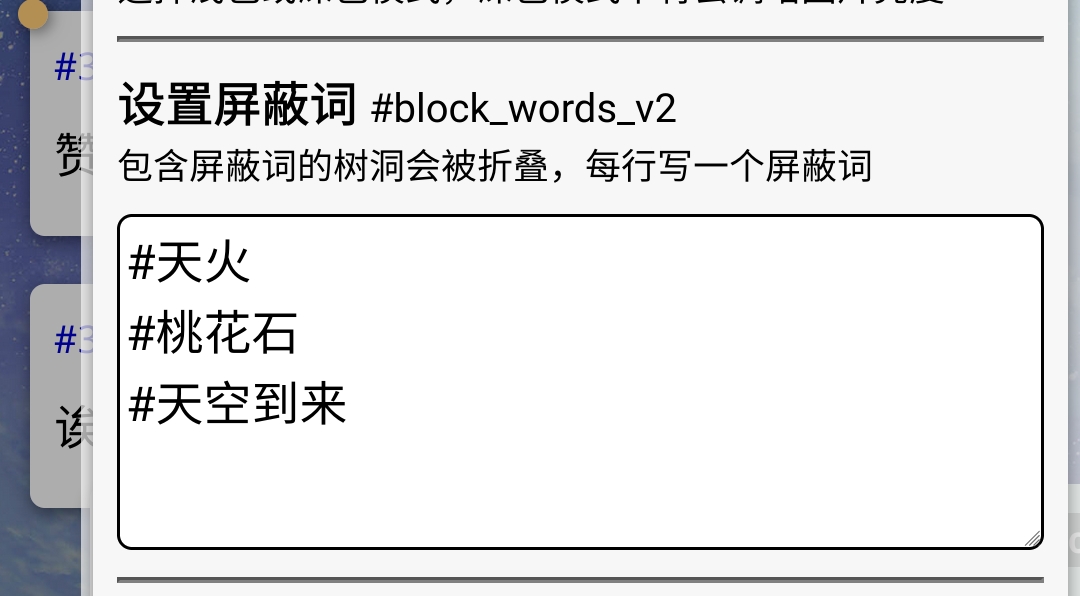 #3
赞
设置屏蔽词 #block_words_v2
包含屏蔽词的树洞会被折叠，每行写一个屏蔽词
#天火
#桃花石
#天空到来
#3
诶